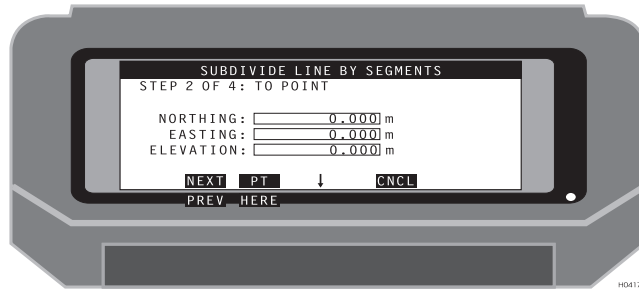 SUBDIVIDE LINE BY SEGMENTS
STEP 2 OF 4: TO POINT
NORTHING: 0.000 m
EASTING: 0.000 m
ELEVATION: 0.000 m
NEXT PT ↓ CNCL
PREV HERE
H0417